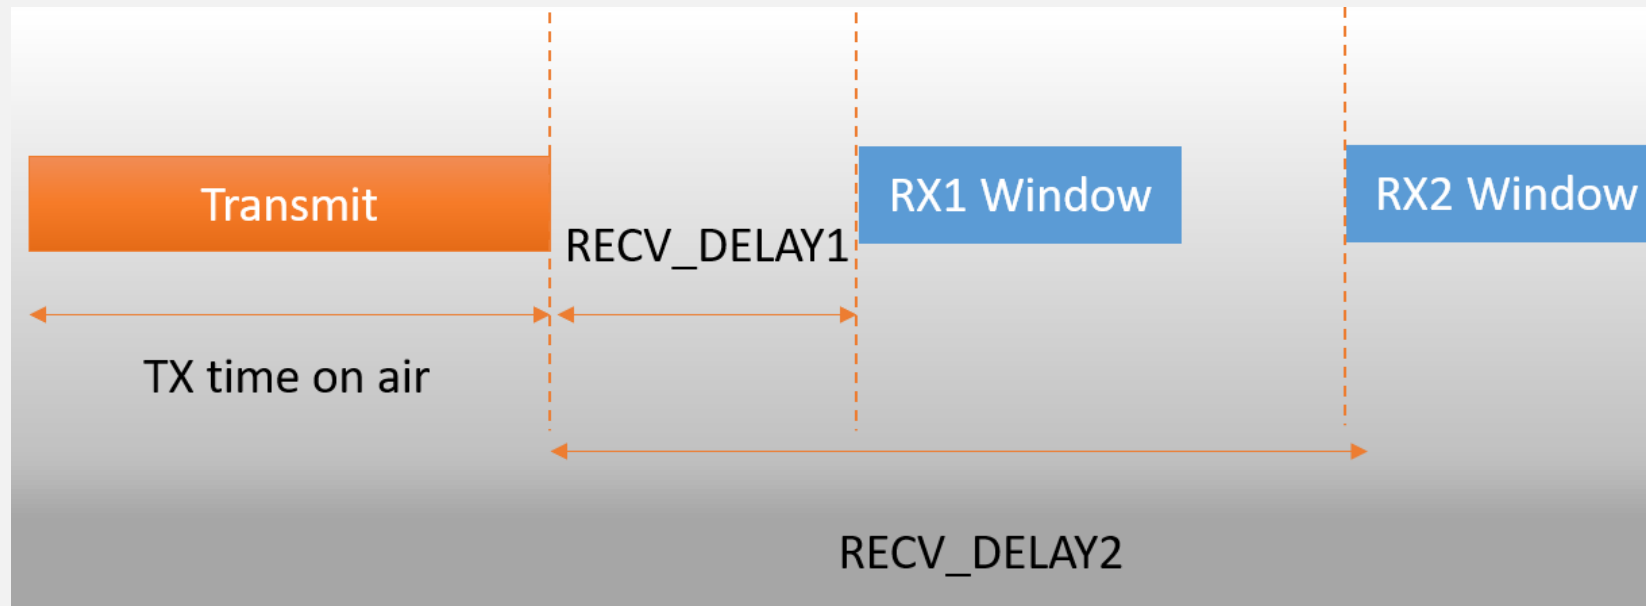 Transmit
RX1 Window
RX2 Window
RECV_DELAY1
TX time on air
RECV_DELAY2